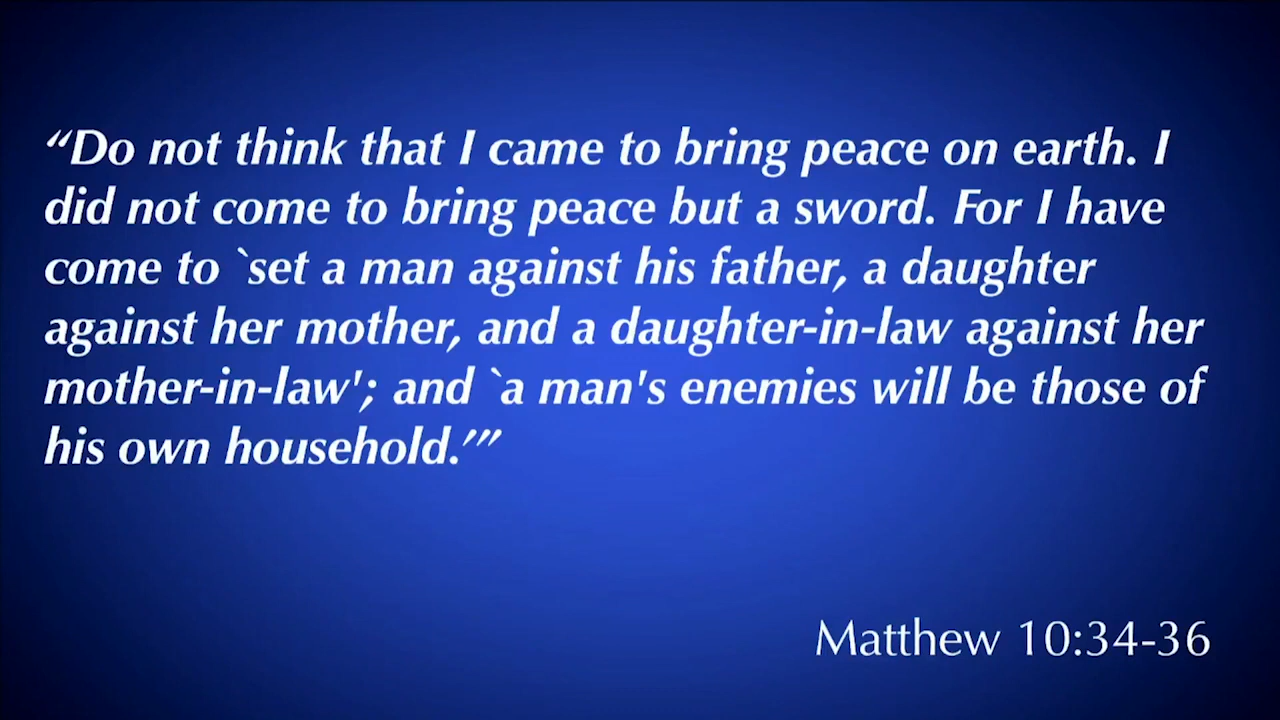 “Do not think that I came to bring peace on earth. I
did not come to bring peace but a sword. For I have
come to `set a man against his father, a daughter
against her mother, and a daughter-in-law against her
mother-in-law'; and `a man's enemies will be those of
his own household.’”
Matthew 10:34-36